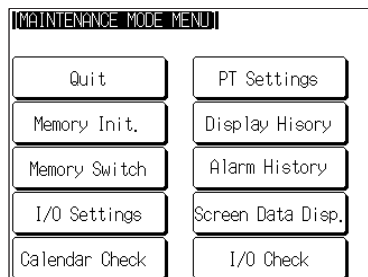 [MAINTENANCE MODE MENU]
Quit
PT Settings
Memory Init.
Display Hisory
Memory Switch
Alarm History
I/O Settings
Screen Data Disp.
Calendar Check
I/O Check